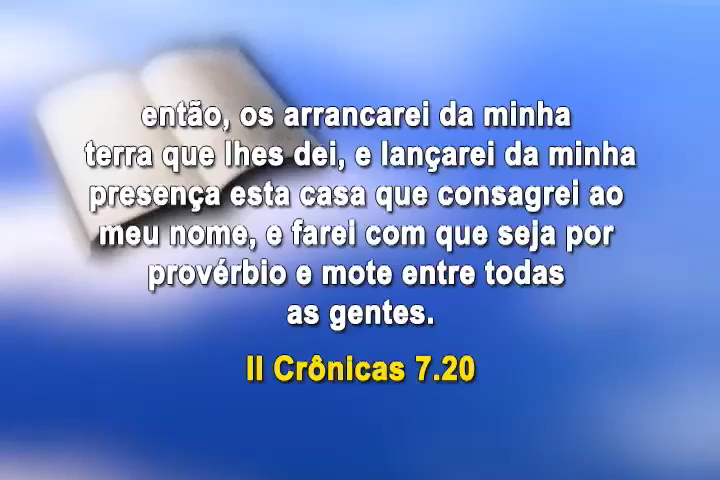 então, os arrancarei da minha
terra que lhes dei, e lançarei da minha
presença esta casa que consagrei ao
meu nome, e farei com que seja por
provérbio e mote entre todas
as gentes.
II Crônicas 7.20